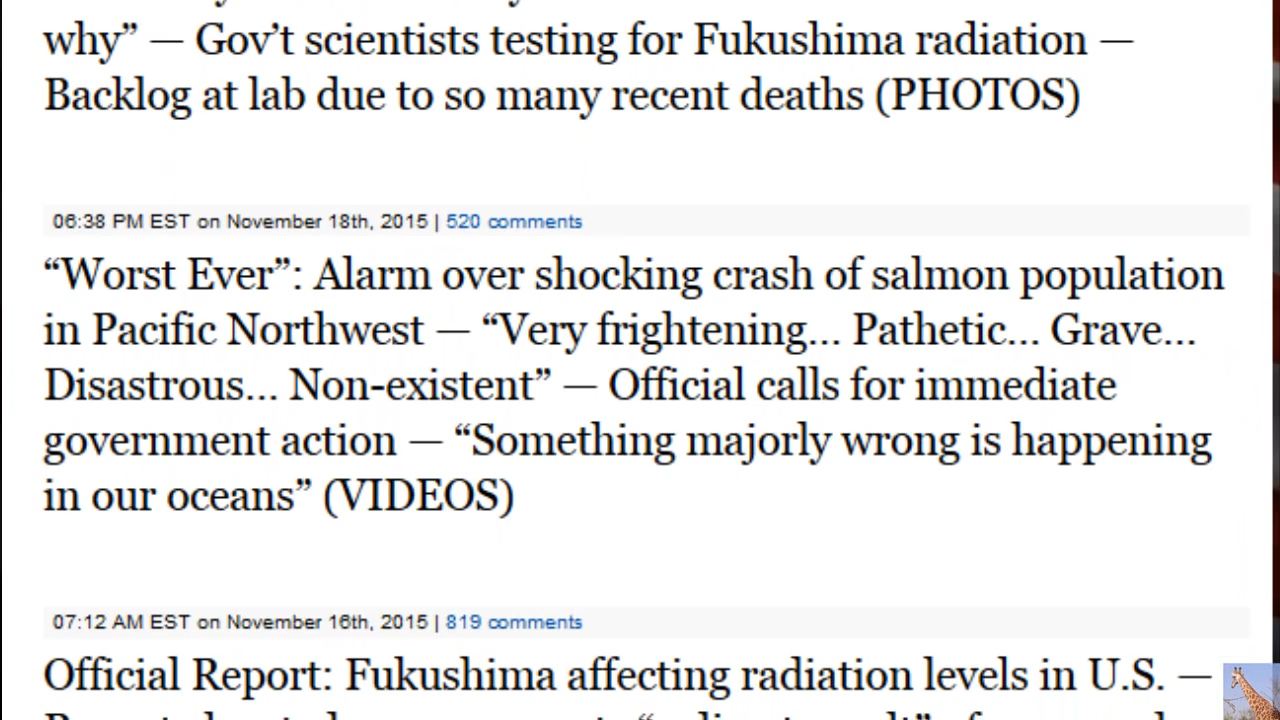 why” — Gov’t scientists testing for Fukushima radiation —
Backlog at lab due to so many recent deaths (PHOTOS)
06:38 PM EST on November 18th, 2015 | 520 comments
“Worst Ever”: Alarm over shocking crash of salmon population
in Pacific Northwest — “Very frightening... Pathetic... Grave...
Disastrous... Non-existent” — Official calls for immediate
government action — “Something majorly wrong is happening
in our oceans” (VIDEOS)
07:12 AM EST on November 16th, 2015 | 819 comments
Official Report: Fukushima affecting radiation levels in U.S. —